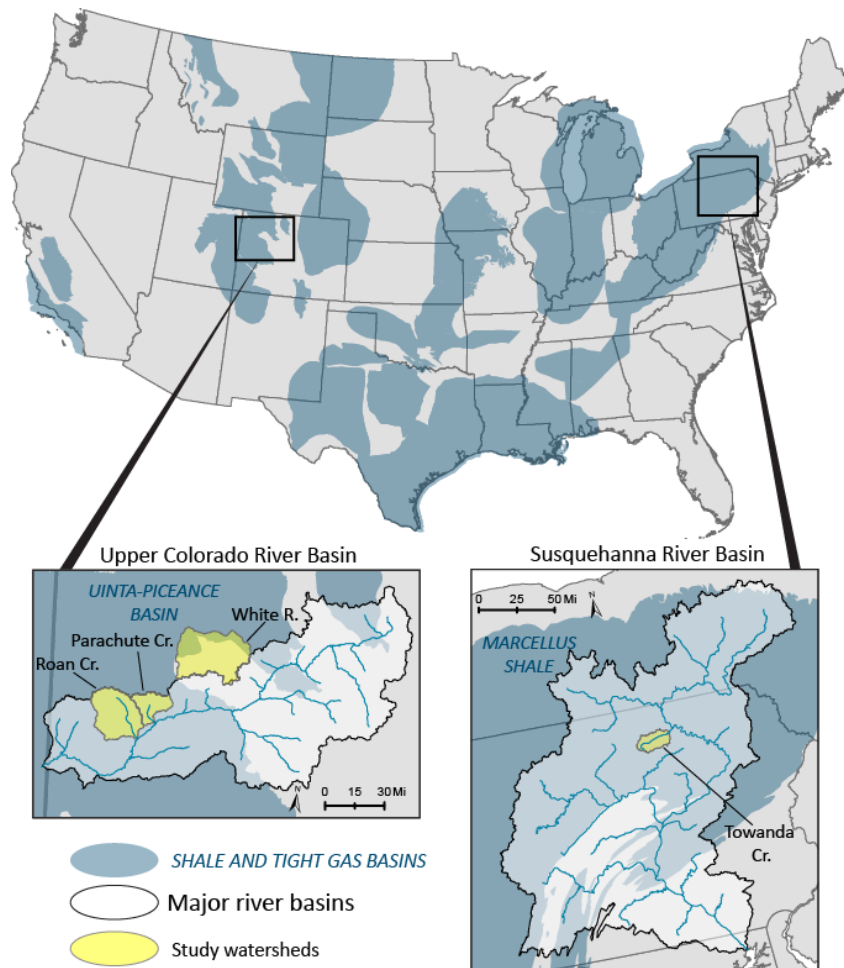 Upper Colorado River Basin
UINTA-PICEANCE
BASIN
White R.
Parachute Cr.
Roan Cr.
N
0 15 30 Mi
Susquehanna River Basin
0 25 50 Mi
N
MARCELLUS
SHALE
Towanda
Cr.
SHALE AND TIGHT GAS BASINS
Major river basins
Study watersheds